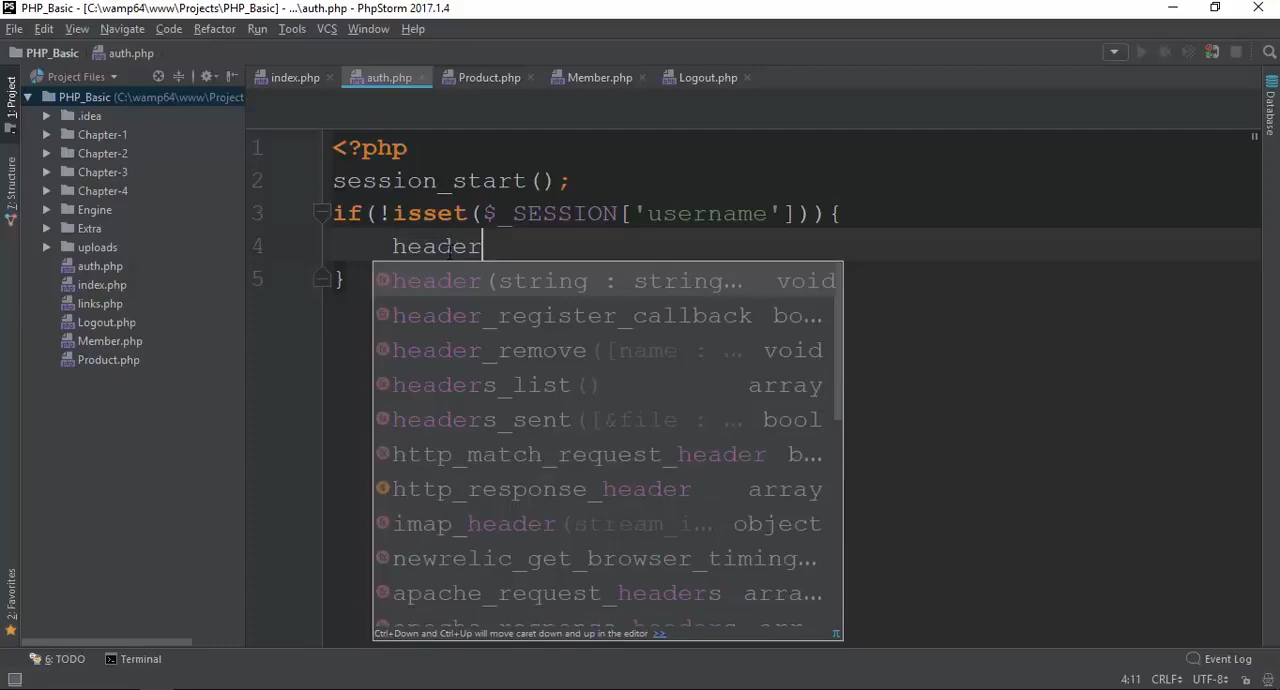 PHP_Basic - [C:\wamp64\www\Projects\PHP_Basic] - ...\auth.php - PhpStorm 2017.1.4
File Edit View Navigate Code Refactor Run Tools VCS Window Help
PHP_Basic auth.php
Project Files index.php auth.php Product.php Member.php Logout.php
1: Project
7: Structure
2: Favorites
Database
PHP_Basic (C:\wamp64\www\Project
.idea
Chapter-1
Chapter-2
Chapter-3
Chapter-4
Engine
Extra
uploads
auth.php
index.php
links.php
Logout.php
Member.php
Product.php
1 <?php
2 session_start();
3 if(!isset($_SESSION['username'])){
4 header
5 }
header(string : string... void
header_register_callback bo...
header_remove([name : ... void
headers_list() array
headers_sent([&file : ... bool
http_match_request_header b...
http_response_header array
imap_header(stream_i... object
newrelic_get_browser_timing...
apache_request_headers arra...
Ctrl+Down and Ctrl+Up will move caret down and up in the editor >>
π
6: TODO Terminal Event Log
4:11 CRLF UTF-8